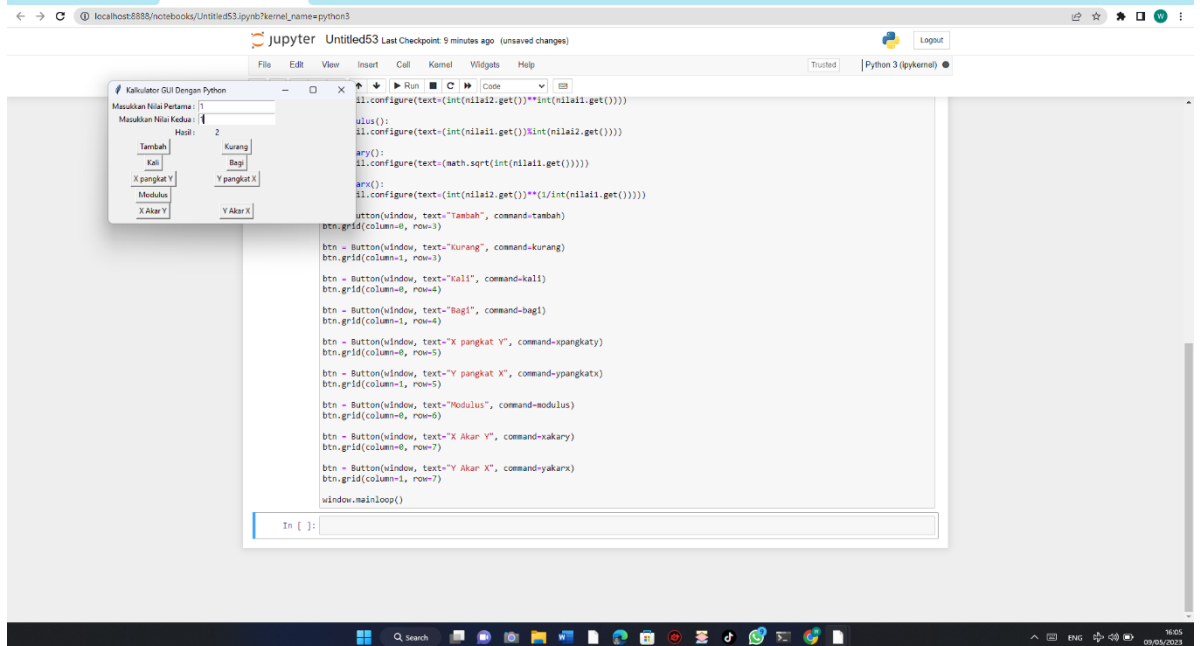 localhost:8888/notebooks/Untitled53.ipynb?kernel_name=python3
W
jupyter Untitled53 Last Checkpoint: 9 minutes ago (unsaved changes)
Logout
File Edit View Insert Cell Kernel Widgets Help
Trusted
Python 3 (ipykernel)
Run
Code
Kalkulator GUI Dengan Python
Masukkan Nilai Pertama : 1
Masukkan Nilai Kedua : 1
Hasil : 2
Tambah Kurang
Kali Bagi
X pangkat Y Y pangkat X
Modulus
X Akar Y Y Akar X
il.configure(text=(int(nilai2.get())**int(nilai1.get())))
ulus():
il.configure(text=(int(nilai1.get())%int(nilai2.get())))
ary():
il.configure(text=(math.sqrt(int(nilai1.get()))))
arx():
il.configure(text=(int(nilai2.get())**(1/int(nilai1.get()))))
utton(window, text="Tambah", command=tambah)
btn.grid(column=0, row=3)
btn = Button(window, text="Kurang", command=kurang)
btn.grid(column=1, row=3)
btn = Button(window, text="Kali", command=kali)
btn.grid(column=0, row=4)
btn = Button(window, text="Bagi", command=bagi)
btn.grid(column=1, row=4)
btn = Button(window, text="X pangkat Y", command=xpangkaty)
btn.grid(column=0, row=5)
btn = Button(window, text="Y pangkat X", command=ypangkatx)
btn.grid(column=1, row=5)
btn = Button(window, text="Modulus", command=modulus)
btn.grid(column=0, row=6)
btn = Button(window, text="X Akar Y", command=xakary)
btn.grid(column=0, row=7)
btn = Button(window, text="Y Akar X", command=yakarx)
btn.grid(column=1, row=7)
window.mainloop()
In [ ]:
Search
ENG
16:05
09/05/2023